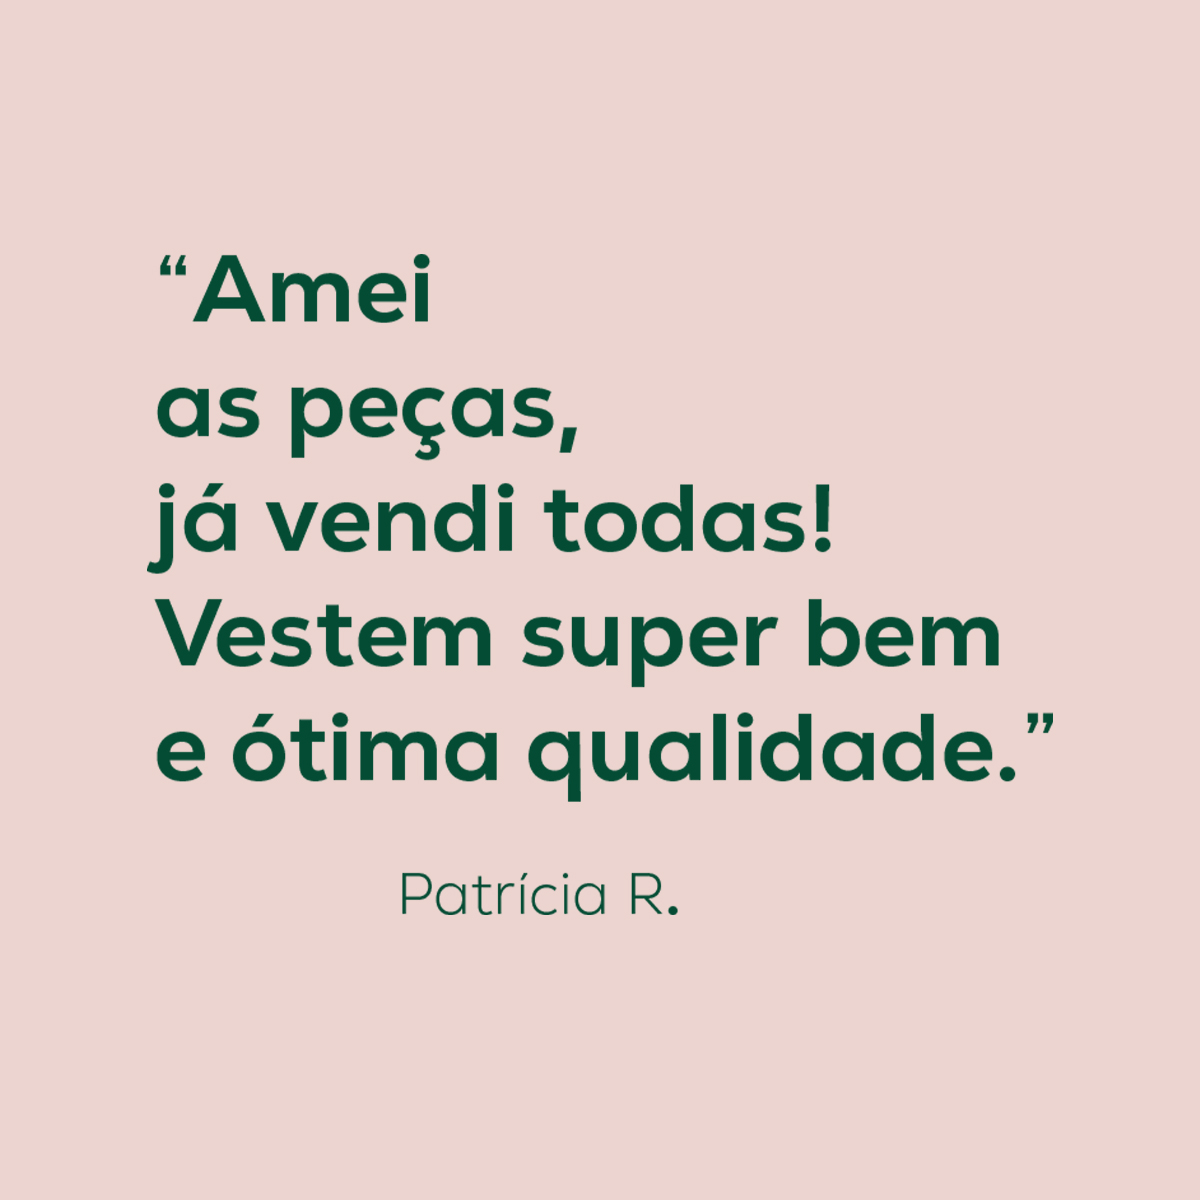 “Amei
as peças,
já vendi todas!
Vestem super bem
e ótima qualidade.”
Patrícia R.